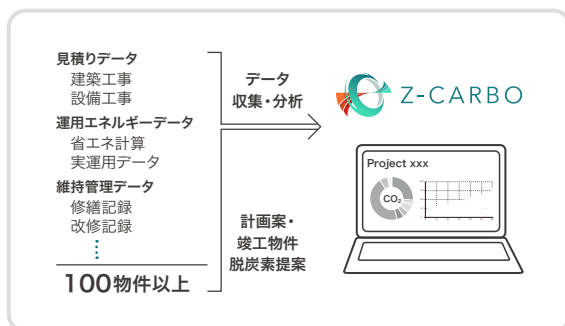 見積りデータ
建築工事
設備工事
運用エネルギーデータ
省エネ計算
実運用データ
維持管理データ
修繕記録
改修記録
100物件以上
データ
収集・分析
計画案・
竣工物件
脱炭素提案
Z-CARBO
Project xxx
CO₂